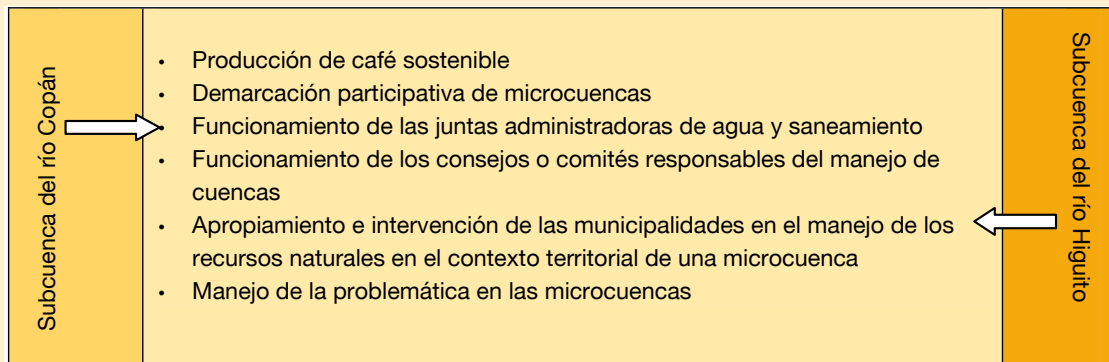 Subcuenca del río Copán
• Producción de café sostenible
• Demarcación participativa de microcuencas
• Funcionamiento de las juntas administradoras de agua y saneamiento
• Funcionamiento de los consejos o comités responsables del manejo de
cuencas
• Apropiamiento e intervención de las municipalidades en el manejo de los
recursos naturales en el contexto territorial de una microcuenca
• Manejo de la problemática en las microcuencas
Subcuenca del río Higuito